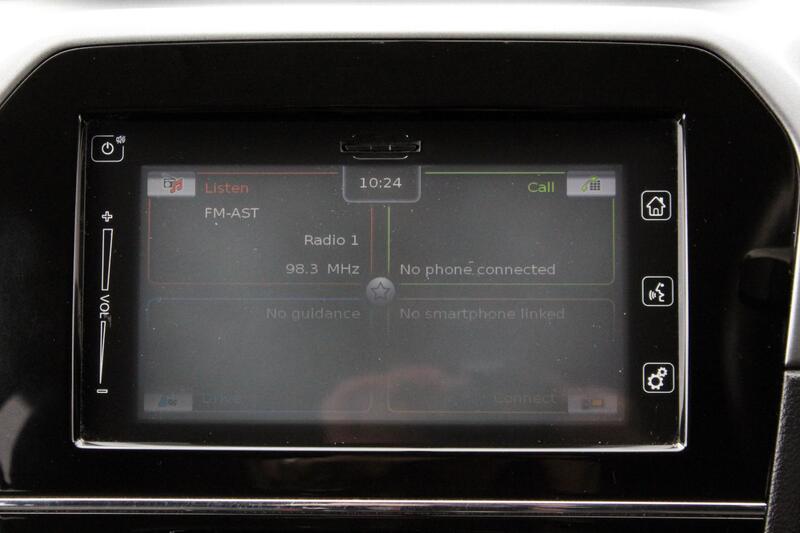 10:24
Listen
Call
FM-AST
Radio 1
98.3 MHz
No phone connected
No guidance
No smartphone linked
Drive
Connect
+
VOL
-